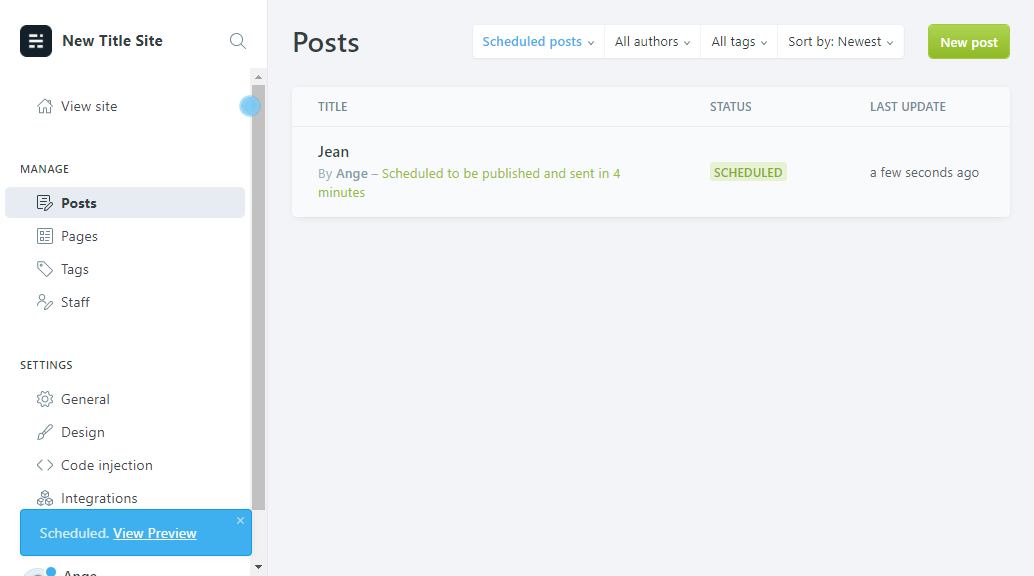 New Title Site
View site
MANAGE
Posts
Pages
Tags
Staff
SETTINGS
General
Design
Code injection
Integrations
Scheduled. View Preview
×
Ange
Posts
Scheduled posts
All authors
All tags
Sort by: Newest
New post
TITLE STATUS LAST UPDATE
Jean
By Ange – Scheduled to be published and sent in 4
minutes
SCHEDULED
a few seconds ago